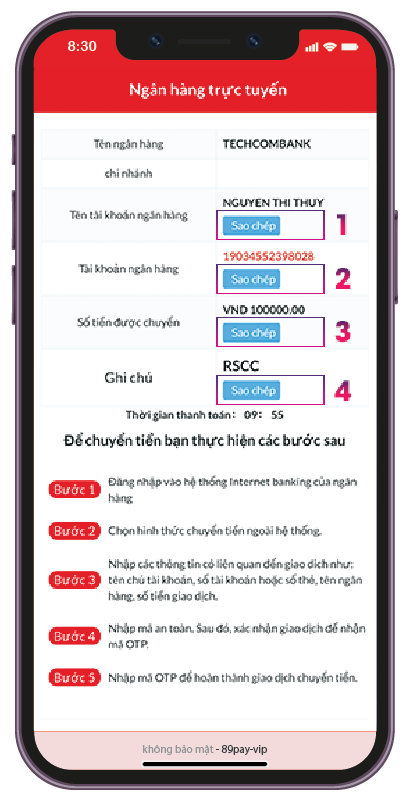 8:30
Ngân hàng trực tuyến
Tên ngân hàng TECHCOMBANK
chi nhánh
NGUYEN THI THUY
Tên tài khoản ngân hàng
Sao chép 1
19034552398028
Tài khoản ngân hàng
Sao chép 2
VND 100000.00
Số tiền được chuyển
Sao chép 3
RSCC
Ghi chú
Sao chép 4
Thời gian thanh toán: 09: 55
Để chuyển tiền bạn thực hiện các bước sau
Bước 1 Đăng nhập vào hệ thống Internet banking của ngân
hàng
Bước 2 Chọn hình thức chuyển tiền ngoài hệ thống.
Nhập các thông tin có liên quan đến giao dịch như:
Bước 3 tên chủ tài khoản, số tài khoản hoặc số thẻ, tên ngân
hàng, số tiền giao dịch.
Bước 4 Nhập mã an toàn. Sau đó, xác nhận giao dịch để nhận
mã OTP.
Bước 5 Nhập mã OTP để hoàn thành giao dịch chuyển tiền.
không bảo mật - 89pay-vip